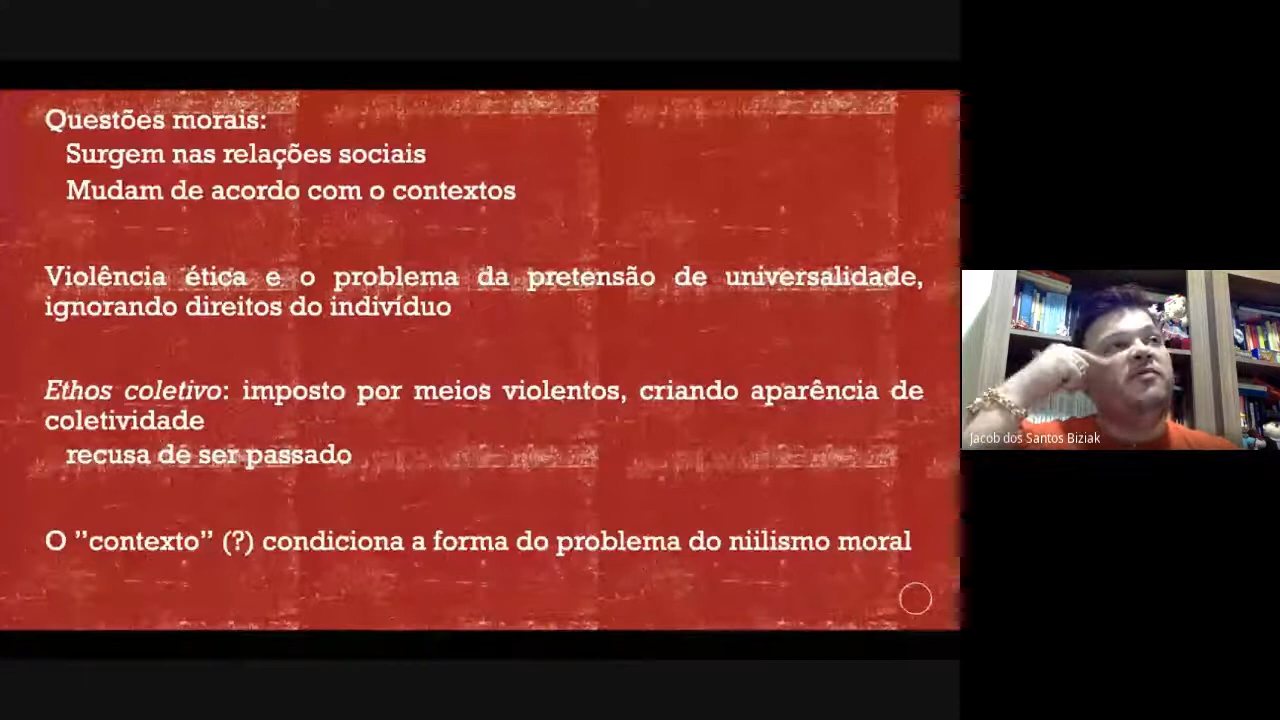 Questões morais:
Surgem nas relações sociais
Mudam de acordo com o contextos
Violência ética e o problema da pretensão de universalidade,
ignorando direitos do indivíduo
Ethos coletivo: imposto por meios violentos, criando aparência de
coletividade
recusa de ser passado
O ”contexto” (?) condiciona a forma do problema do niilismo moral
Jacob dos Santos Biziak